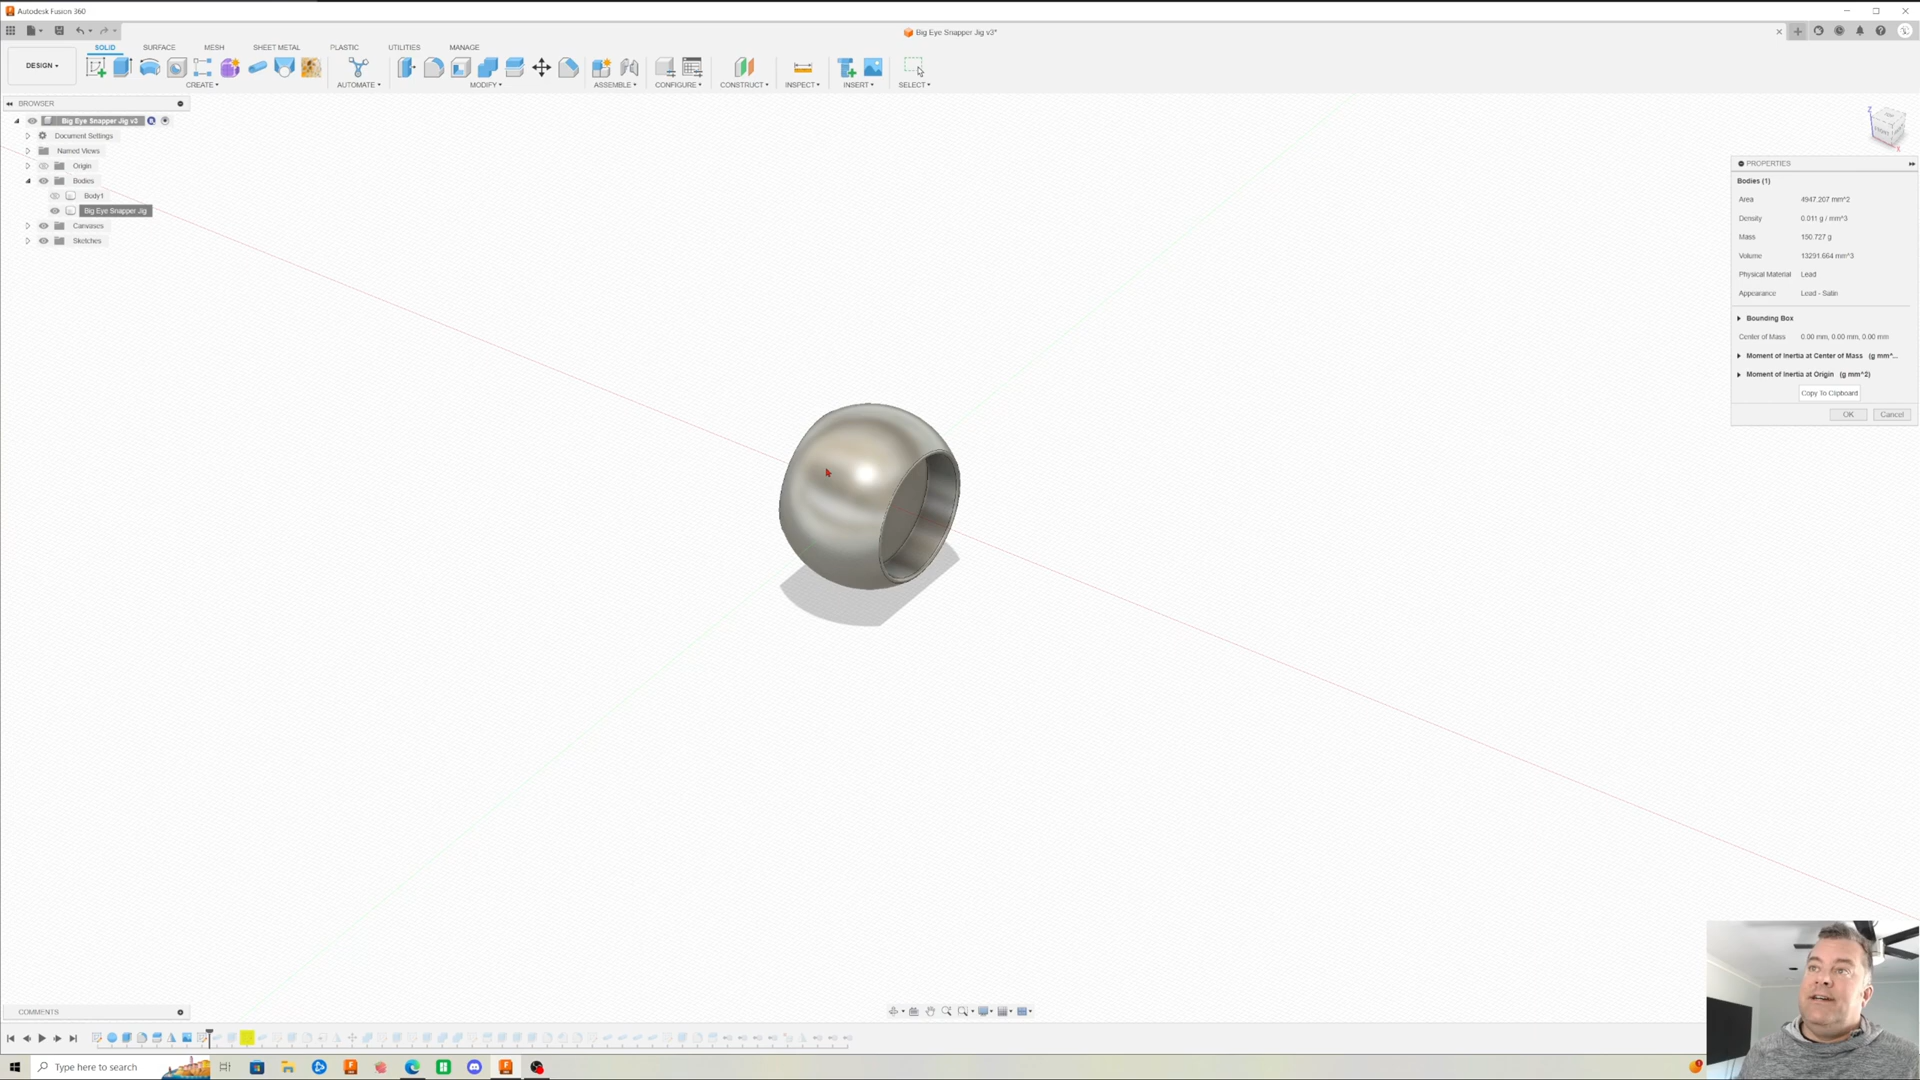 Autodesk Fusion 360
Big Eye Snapper Jig v3*
SOLID SURFACE MESH SHEET METAL PLASTIC UTILITIES MANAGE
DESIGN
CREATE AUTOMATE MODIFY ASSEMBLE CONFIGURE CONSTRUCT INSPECT INSERT SELECT
BROWSER
Big Eye Snapper Jig v3
Document Settings
Named Views
Origin
Bodies
Body1
Big Eye Snapper Jig
Canvases
Sketches
Z
X
PROPERTIES
Bodies (1)
Area 4947.207 mm^2
Density 0.011 g / mm^3
Mass 150.727 g
Volume 13291.664 mm^3
Physical Material Lead
Appearance Lead - Satin
Bounding Box
Center of Mass 0.00 mm, 0.00 mm, 0.00 mm
Moment of Inertia at Center of Mass (g mm^...
Moment of Inertia at Origin (g mm^2)
Copy To Clipboard
OK Cancel
COMMENTS
Type here to search